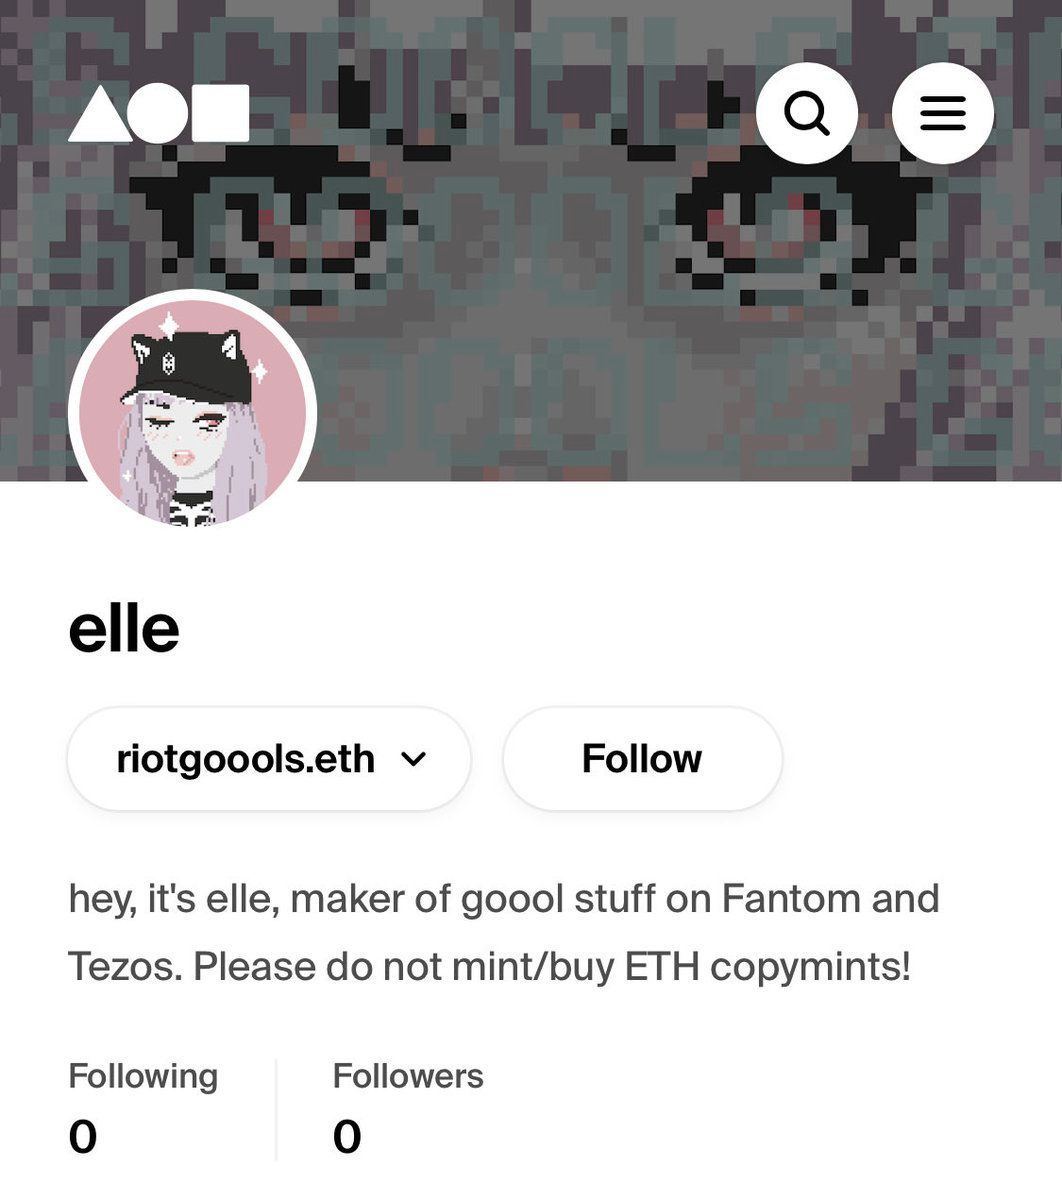 elle
riotgoools.eth
Follow
hey, it's elle, maker of goool stuff on Fantom and
Tezos. Please do not mint/buy ETH copymints!
Following
Followers
0
0